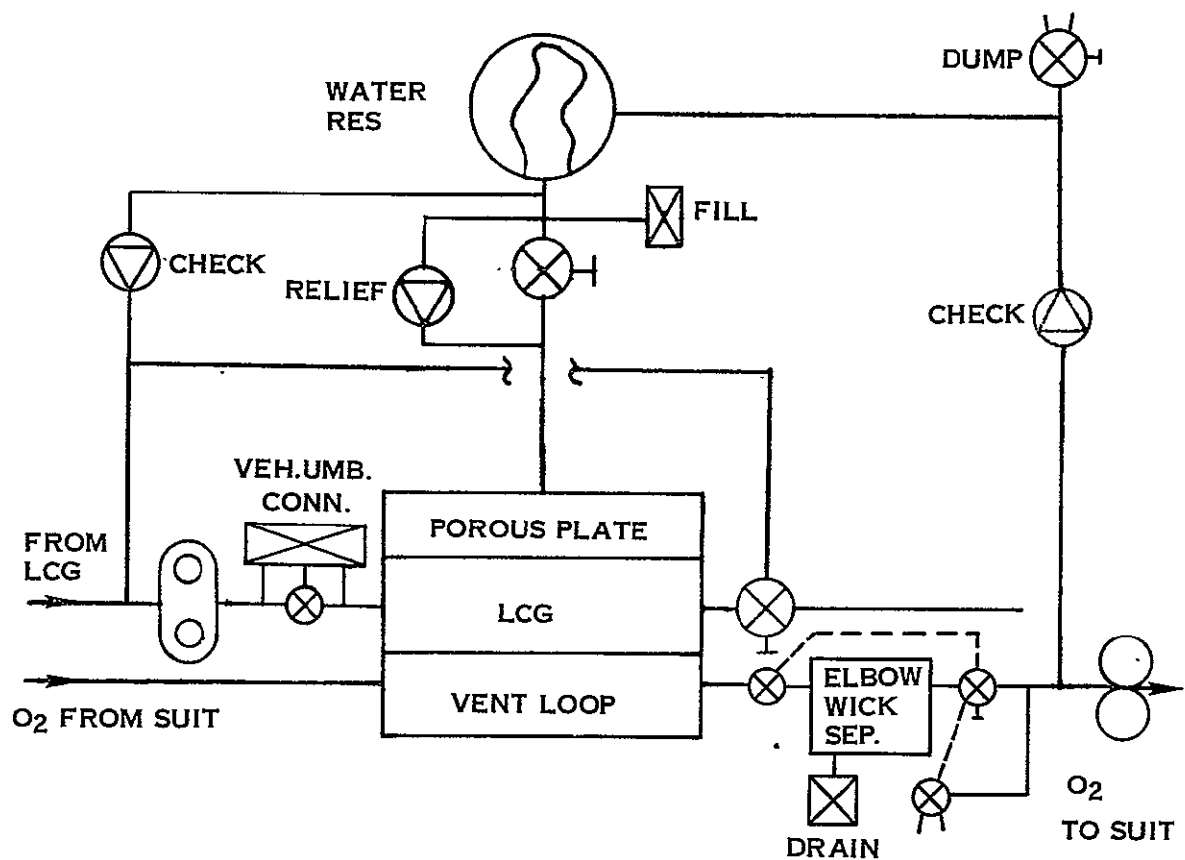 DUMP
WATER
RES
FILL
CHECK
RELIEF
CHECK
VEH.UMB.
CONN.
POROUS PLATE
FROM
LCG
LCG
O2 FROM SUIT
VENT LOOP
ELBOW
WICK
SEP.
DRAIN
O2
TO SUIT